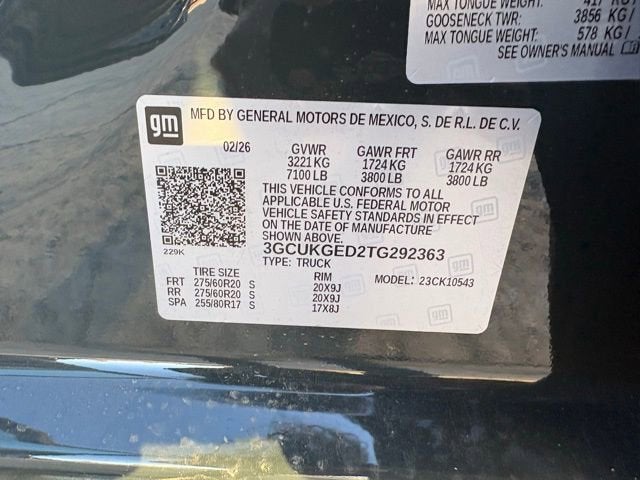 MAX TONGUE WEIGHT: 417 KG
GOOSENECK TWR: 3856 KG /
MAX TONGUE WEIGHT: 578 KG /
SEE OWNER'S MANUAL
gm
MFD BY GENERAL MOTORS DE MEXICO, S. DE R.L. DE C.V.
02/26 GVWR GAWR FRT GAWR RR
3221 KG 1724 KG 1724 KG
7100 LB 3800 LB 3800 LB
THIS VEHICLE CONFORMS TO ALL
APPLICABLE U.S. FEDERAL MOTOR
VEHICLE SAFETY STANDARDS IN EFFECT
ON THE DATE OF MANUFACTURE
SHOWN ABOVE.
229K
3GCUKGED2TG292363
TYPE: TRUCK
TIRE SIZE RIM MODEL: 23CK10543
FRT 275/60R20 S 20X9J
RR 275/60R20 S 20X9J
SPA 255/80R17 S 17X8J